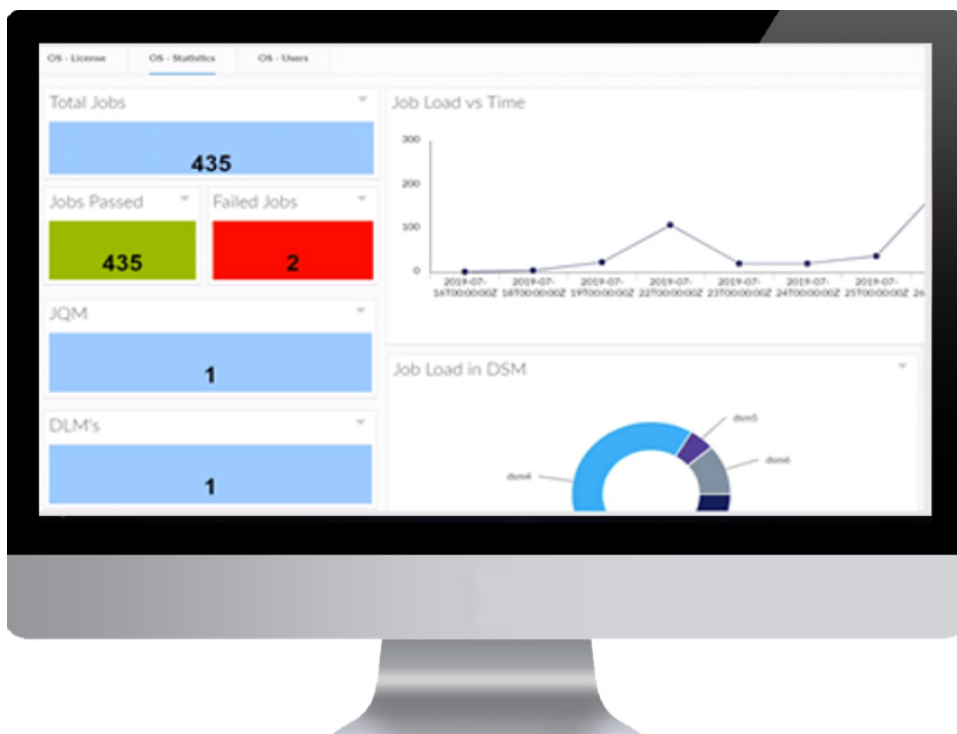 OS - License
OS - Statistics
OS - Users
Total Jobs
435
Jobs Passed
435
Failed Jobs
2
JQM
1
DLM's
1
Job Load vs Time
300
200
100
0
2019-07-
16T00:00:00Z
2019-07-
18T00:00:00Z
2019-07-
19T00:00:00Z
2019-07-
22T00:00:00Z
2019-07-
23T00:00:00Z
2019-07-
24T00:00:00Z
2019-07-
25T00:00:00Z
26
Job Load in DSM
dsm5
dsm6
dsm4